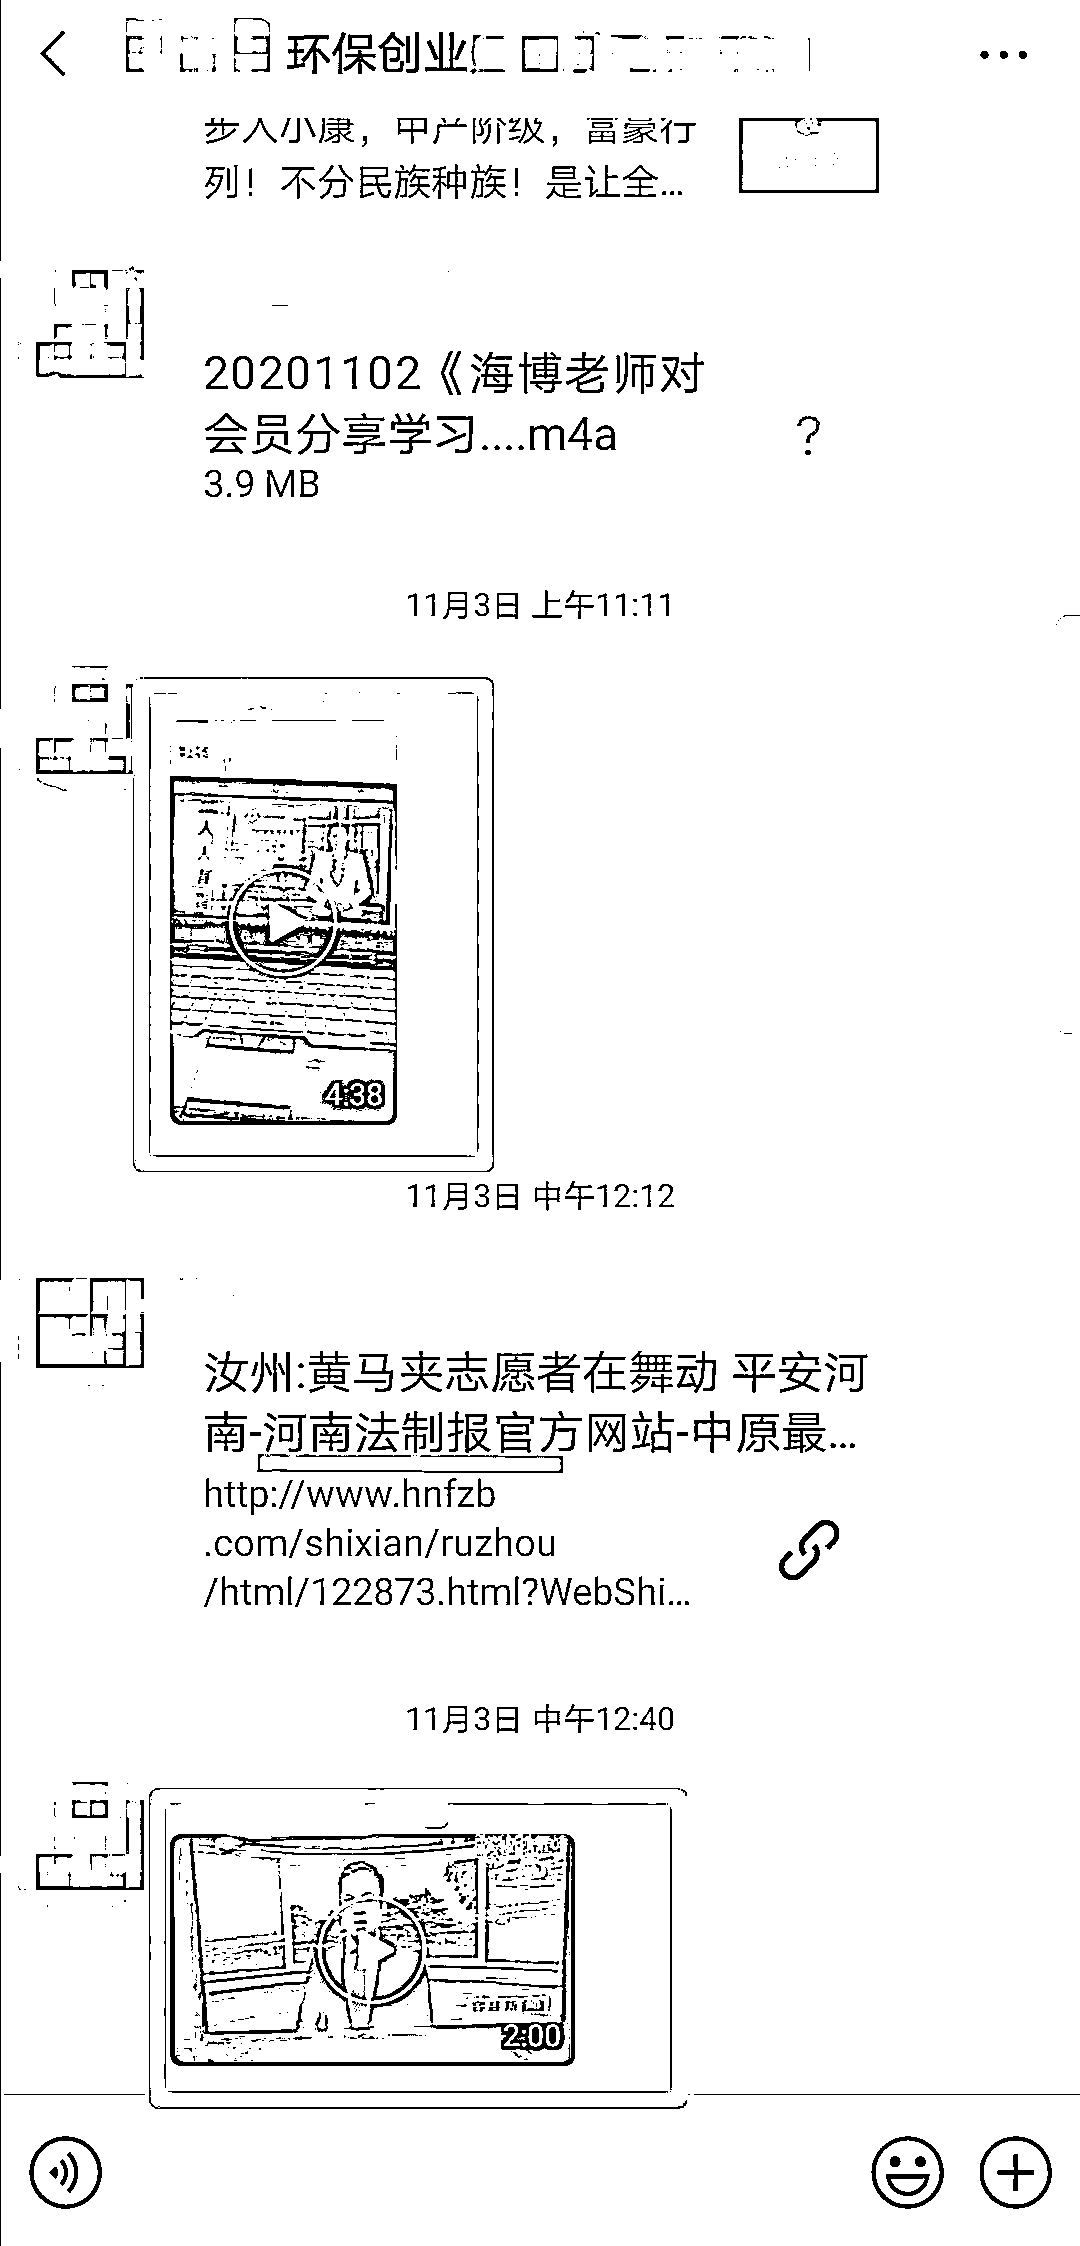 环保创业
步入小康，中产阶级，富豪行
列！不分民族种族！是让全...
20201102《海博老师对
会员分享学习....m4a
?
3.9 MB
11月3日 上午11:11
4:38
11月3日 中午12:12
汝州:黄马夹志愿者在舞动 平安河
南-河南法制报官方网站-中原最...
http://www.hnfzb
.com/shixian/ruzhou
/html/122873.html?WebShi...
11月3日 中午12:40
2:00